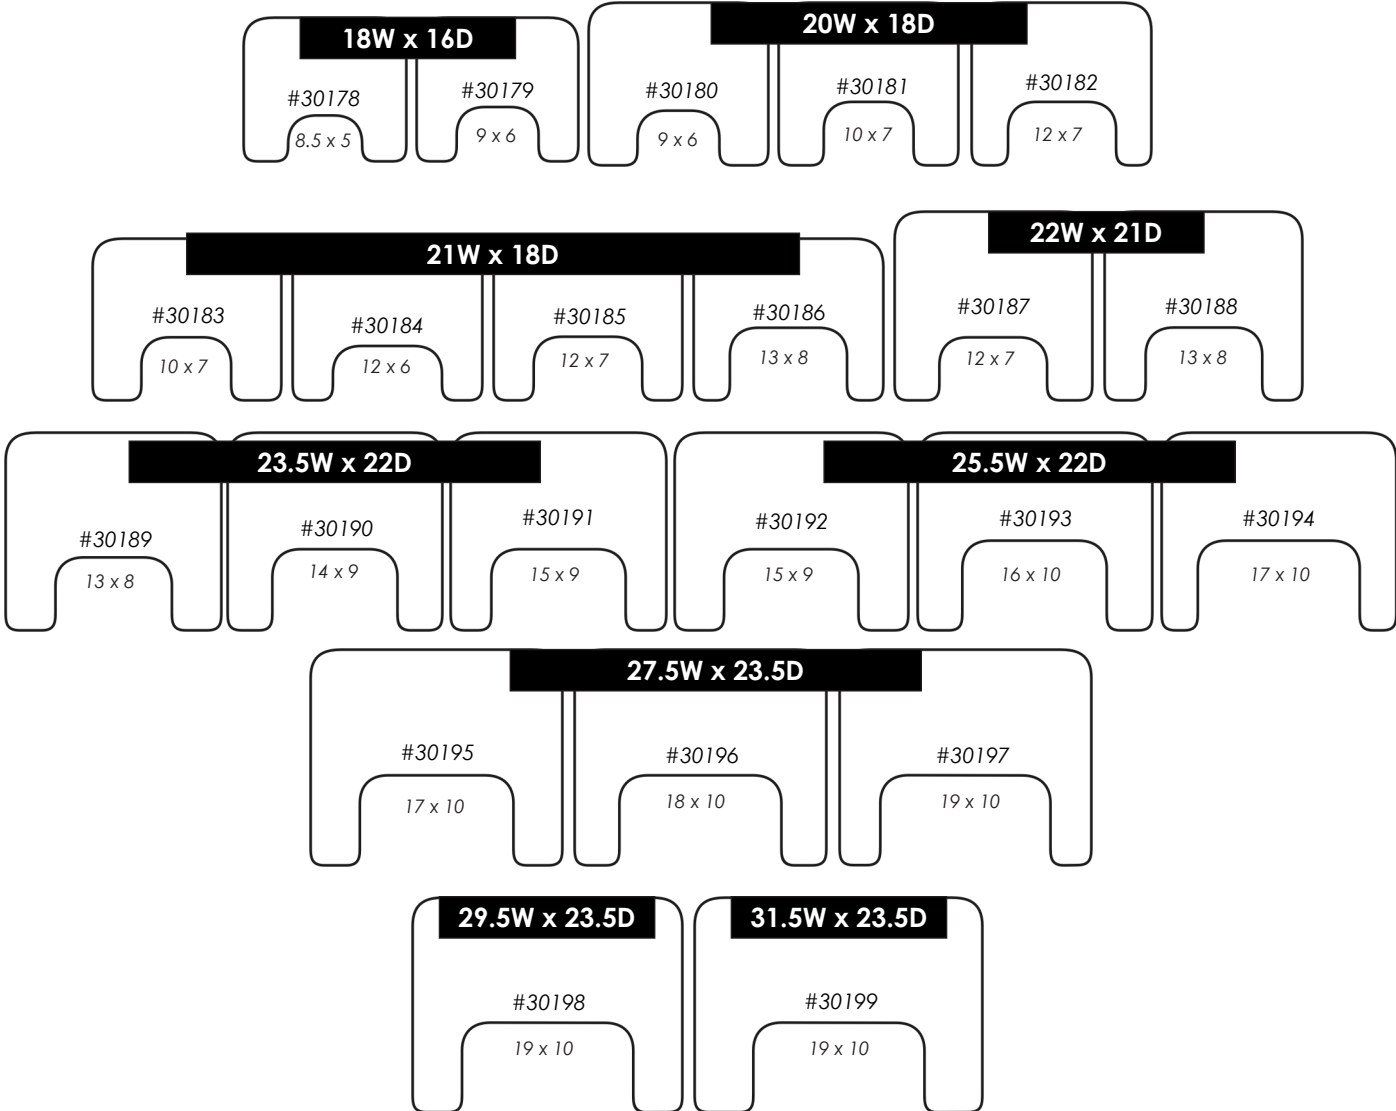 18W x 16D
20W x 18D
#30178
#30179
#30180
#30181
#30182
8.5 x 5
9 x 6
9 x 6
10 x 7
12 x 7
21W x 18D
22W x 21D
#30183
#30184
#30185
#30186
#30187
#30188
10 x 7
12 x 6
12 x 7
13 x 8
12 x 7
13 x 8
23.5W x 22D
25.5W x 22D
#30189
#30190
#30191
#30192
#30193
#30194
13 x 8
14 x 9
15 x 9
15 x 9
16 x 10
17 x 10
27.5W x 23.5D
#30195
#30196
#30197
17 x 10
18 x 10
19 x 10
29.5W x 23.5D
31.5W x 23.5D
#30198
#30199
19 x 10
19 x 10